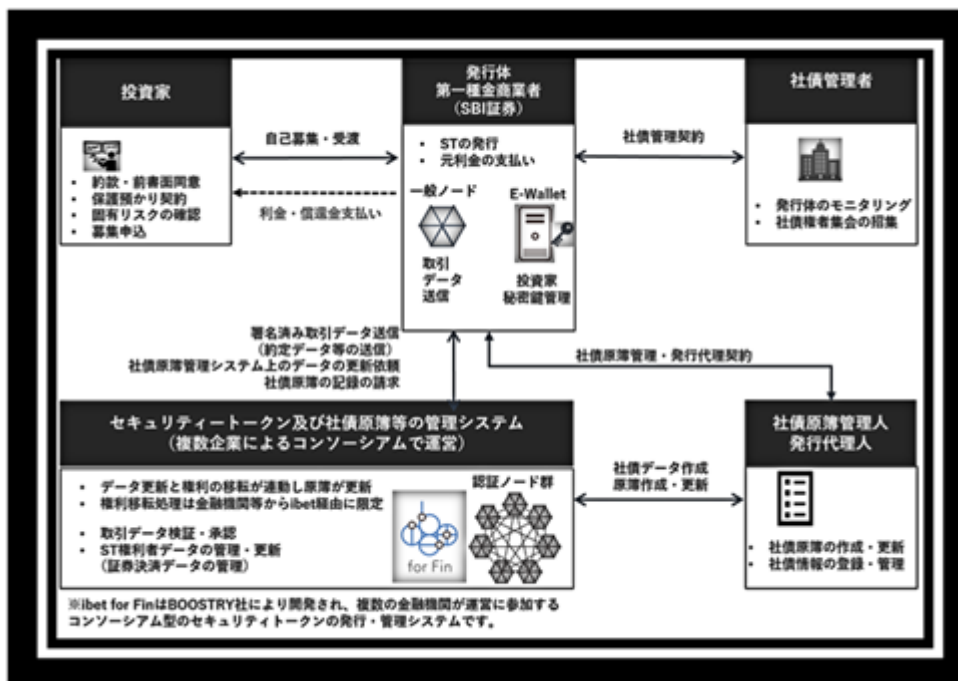 投資家
約款・前書面同意
保護預かり契約
固有リスクの確認
募集申込
自己募集・受渡
利金・償還金支払い
発行体
第一種金商業者
（SBI証券）
STの発行
元利金の支払い
一般ノード
E-Wallet
取引
データ
送信
投資家
秘密鍵管理
社債管理契約
社債管理者
発行体のモニタリング
社債権者集会の招集
署名済み取引データ送信
（約定データ等の送信）
社債原簿管理システム上のデータの更新依頼
社債原簿の記録の請求
社債原簿管理・発行代理契約
セキュリティートークン及び社債原簿等の管理システム
（複数企業によるコンソーシアムで運営）
データ更新と権利の移転が連動し原簿が更新
権利移転処理は金融機関等からibet経由に限定
取引データ検証・承認
ST権利者データの管理・更新
（証券決済データの管理）
for Fin
認証ノード群
社債データ作成
原簿作成・更新
社債原簿管理人
発行代理人
社債原簿の作成・更新
社債情報の登録・管理
※ibet for FinはBOOSTRY社により開発され、複数の金融機関が運営に参加する
コンソーシアム型のセキュリティトークンの発行・管理システムです。